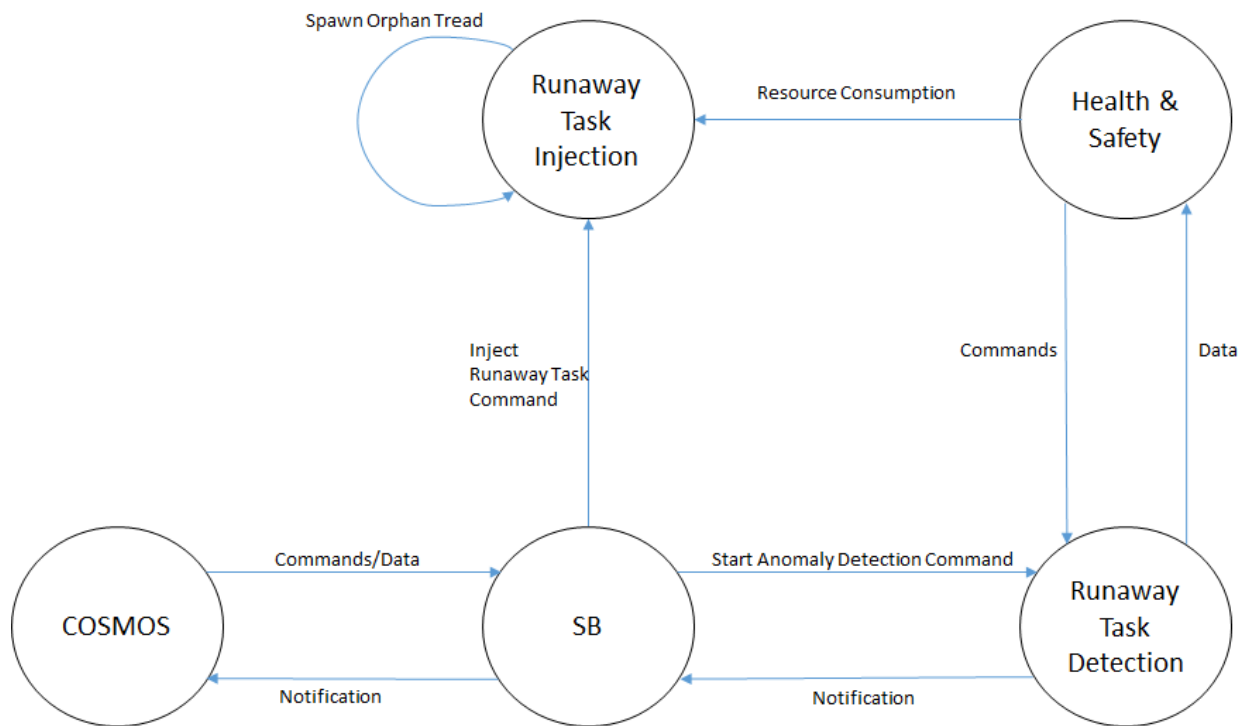 Spawn Orphan Tread
Runaway
Task
Injection
Resource Consumption
Health &
Safety
Inject
Runaway Task
Command
Commands
Data
COSMOS
Commands/Data
SB
Start Anomaly Detection Command
Runaway
Task
Detection
Notification
Notification